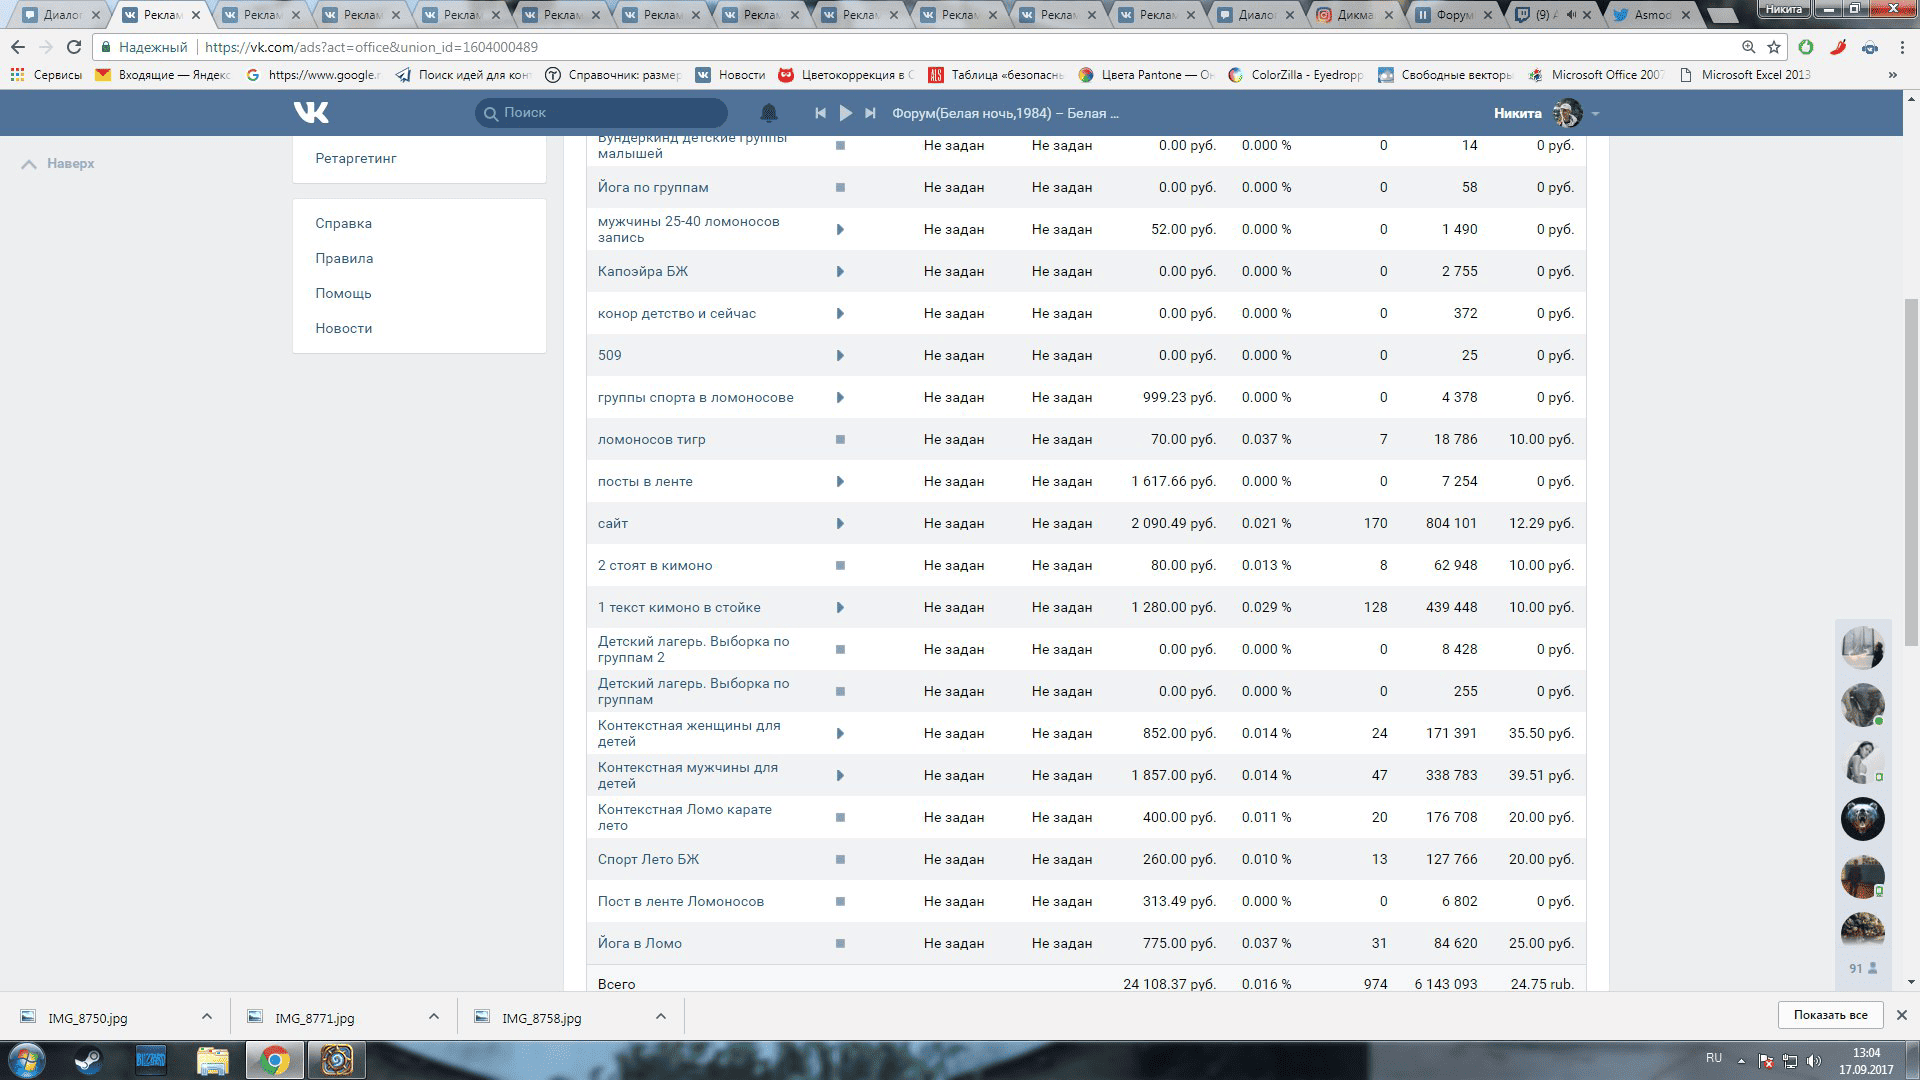 Диалог
Реклам
Реклам
Реклам
Реклам
Реклам
Реклам
Реклам
Реклам
Реклам
Реклам
Реклам
Диалог
Дикма
Форум
(9) A
Asmod
Никита
Надежный https://vk.com/ads?act=office&union_id=1604000489
Сервисы Входящие — Яндекс https://www.google.r Поиск идей для кон Справочник: размер Новости Цветокоррекция в С Таблица «безопасны Цвета Pantone — Он ColorZilla - Eyedropp Свободные векторы Microsoft Office 2007 Microsoft Excel 2013 »
Поиск Форум(Белая ночь,1984) – Белая ... Никита
Наверх
Ретаргетинг
Справка
Правила
Помощь
Новости
Вундеркинд детские группы
малышей Не задан Не задан 0.00 руб. 0.000 % 0 14 0 руб.
Йога по группам Не задан Не задан 0.00 руб. 0.000 % 0 58 0 руб.
мужчины 25-40 ломоносов
запись Не задан Не задан 52.00 руб. 0.000 % 0 1 490 0 руб.
Капоэйра БЖ Не задан Не задан 0.00 руб. 0.000 % 0 2 755 0 руб.
конор детство и сейчас Не задан Не задан 0.00 руб. 0.000 % 0 372 0 руб.
509 Не задан Не задан 0.00 руб. 0.000 % 0 25 0 руб.
группы спорта в ломоносове Не задан Не задан 999.23 руб. 0.000 % 0 4 378 0 руб.
ломоносов тигр Не задан Не задан 70.00 руб. 0.037 % 7 18 786 10.00 руб.
посты в ленте Не задан Не задан 1 617.66 руб. 0.000 % 0 7 254 0 руб.
сайт Не задан Не задан 2 090.49 руб. 0.021 % 170 804 101 12.29 руб.
2 стоят в кимоно Не задан Не задан 80.00 руб. 0.013 % 8 62 948 10.00 руб.
1 текст кимоно в стойке Не задан Не задан 1 280.00 руб. 0.029 % 128 439 448 10.00 руб.
Детский лагерь. Выборка по
группам 2 Не задан Не задан 0.00 руб. 0.000 % 0 8 428 0 руб.
Детский лагерь. Выборка по
группам Не задан Не задан 0.00 руб. 0.000 % 0 255 0 руб.
Контекстная женщины для
детей Не задан Не задан 852.00 руб. 0.014 % 24 171 391 35.50 руб.
Контекстная мужчины для
детей Не задан Не задан 1 857.00 руб. 0.014 % 47 338 783 39.51 руб.
Контекстная Ломо карате
лето Не задан Не задан 400.00 руб. 0.011 % 20 176 708 20.00 руб.
Спорт Лето БЖ Не задан Не задан 260.00 руб. 0.010 % 13 127 766 20.00 руб.
Пост в ленте Ломоносов Не задан Не задан 313.49 руб. 0.000 % 0 6 802 0 руб.
Йога в Ломо Не задан Не задан 775.00 руб. 0.037 % 31 84 620 25.00 руб.
Всего 24 108.37 руб. 0.016 % 974 6 143 093 24.75 rub.
91
IMG_8750.jpg IMG_8771.jpg IMG_8758.jpg Показать все
BLIZZARD
RU 13:04
17.09.2017